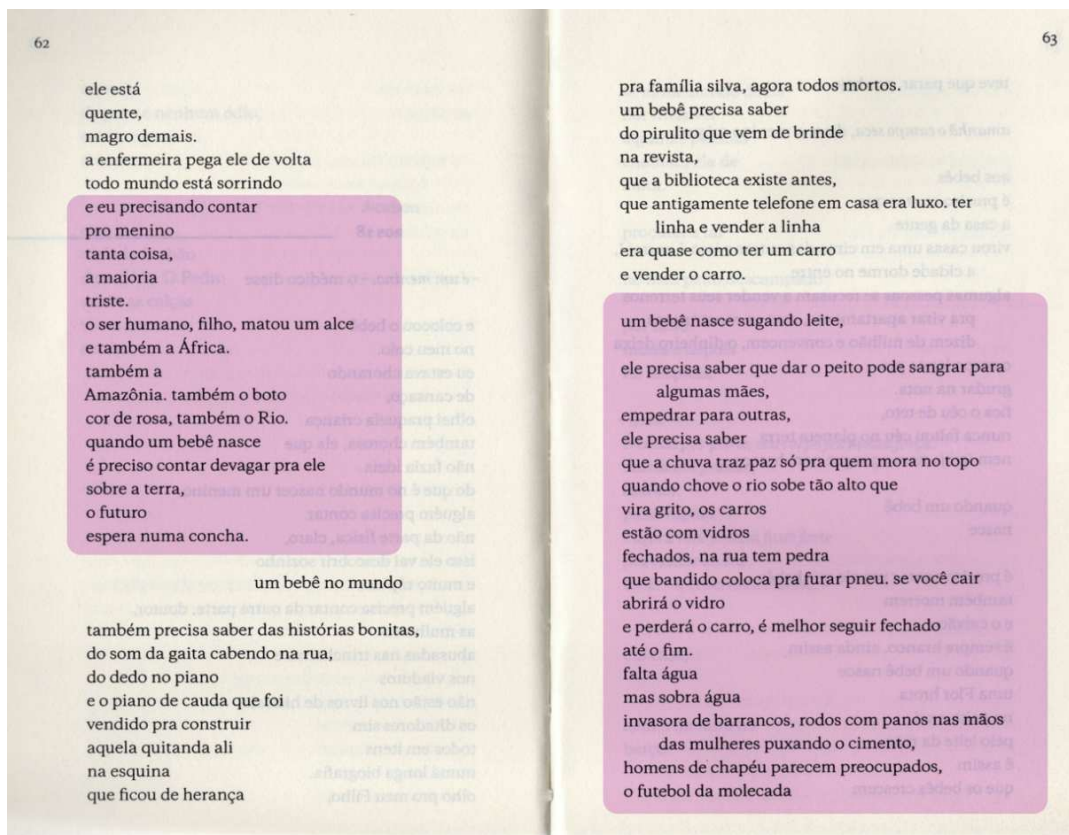 62
ele está
quente,
magro demais.
a enfermeira pega ele de volta
todo mundo está sorrindo
e eu precisando contar
pro menino
tanta coisa,
a maioria
triste.
o ser humano, filho, matou um alce
e também a África.
também a
Amazônia. também o boto
cor de rosa, também o Rio.
quando um bebê nasce
é preciso contar devagar pra ele
sobre a terra,
o futuro
espera numa concha.
um bebê no mundo
também precisa saber das histórias bonitas,
do som da gaita cabendo na rua,
do dedo no piano
e o piano de cauda que foi
vendido pra construir
aquela quitanda ali
na esquina
que ficou de herança
63
pra família silva, agora todos mortos.
um bebê precisa saber
do pirulito que vem de brinde
na revista,
que a biblioteca existe antes,
que antigamente telefone em casa era luxo. ter
linha e vender a linha
era quase como ter um carro
e vender o carro.
um bebê nasce sugando leite,
ele precisa saber que dar o peito pode sangrar para
algumas mães,
empedrar para outras,
ele precisa saber
que a chuva traz paz só pra quem mora no topo
quando chove o rio sobe tão alto que
vira grito, os carros
estão com vidros
fechados, na rua tem pedra
que bandido coloca pra furar pneu. se você cair
abrirá o vidro
e perderá o carro, é melhor seguir fechado
até o fim.
falta água
mas sobra água
invasora de barrancos, rodos com panos nas mãos
das mulheres puxando o cimento,
homens de chapéu parecem preocupados,
o futebol da molecada